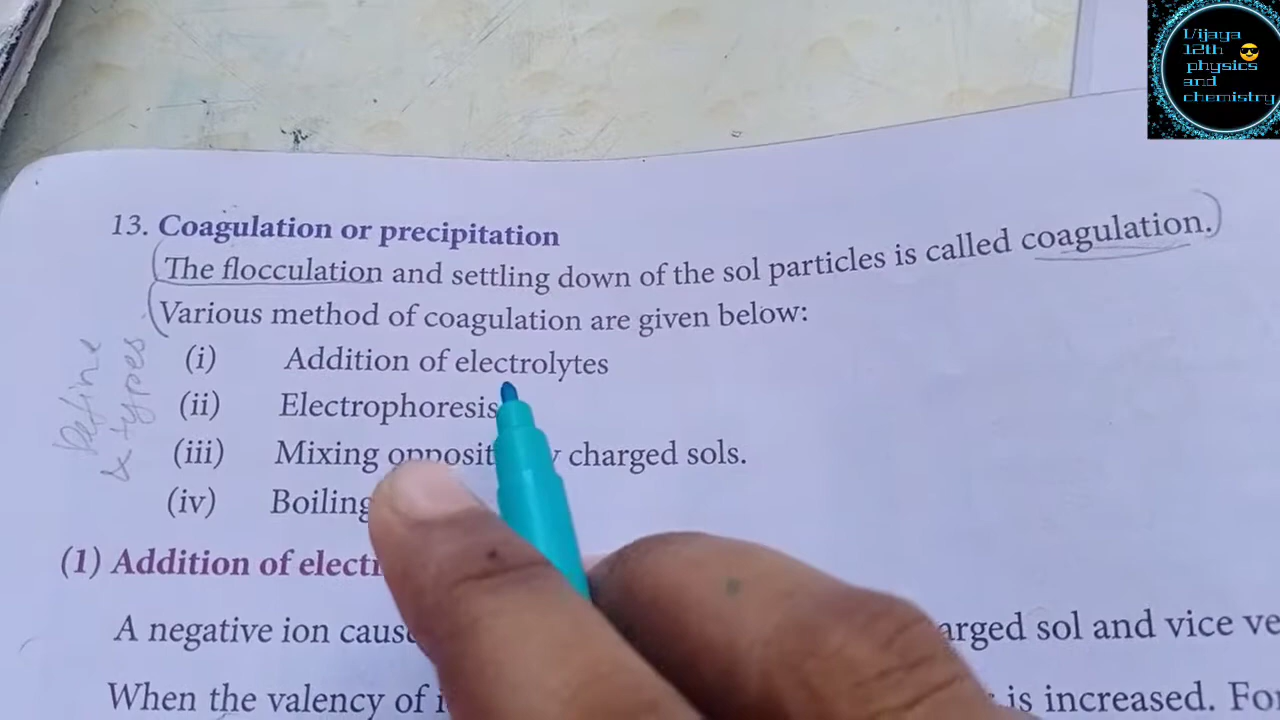 Vijaya
12th
physics
and
chemistry
13. Coagulation or precipitation
The flocculation and settling down of the sol particles is called coagulation.
Various method of coagulation are given below:
(i) Addition of electrolytes
(ii) Electrophoresis
(iii) Mixing charged sols.
(iv) Boiling
Define
& types
(1) Addition of
A negative ion sol and vice
When the valency of is increased.